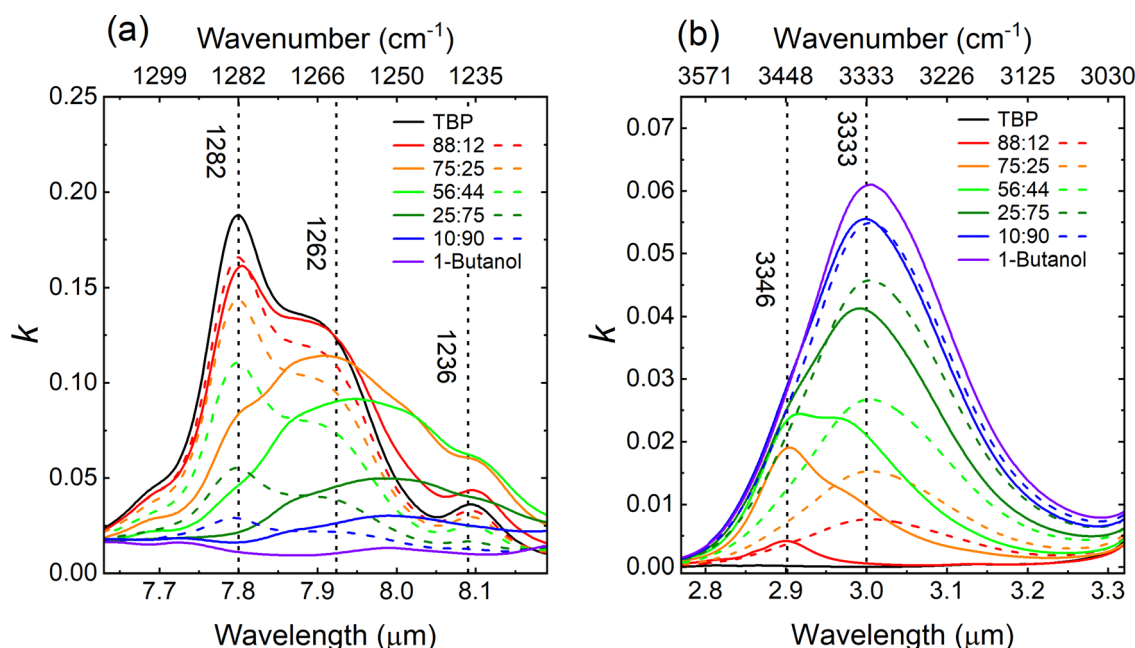 (a)
Wavenumber (cm-1)
1299 1282 1266 1250 1235
0.25
0.20
0.15
0.10
0.05
0.00
k
1282
1262
1236
TBP
88:12
75:25
56:44
25:75
10:90
1-Butanol
7.7 7.8 7.9 8.0 8.1
Wavelength (μm)
(b)
Wavenumber (cm-1)
3571 3448 3333 3226 3125 3030
0.07
0.06
0.05
0.04
0.03
0.02
0.01
0.00
k
3346
3333
TBP
88:12
75:25
56:44
25:75
10:90
1-Butanol
2.8 2.9 3.0 3.1 3.2 3.3
Wavelength (μm)